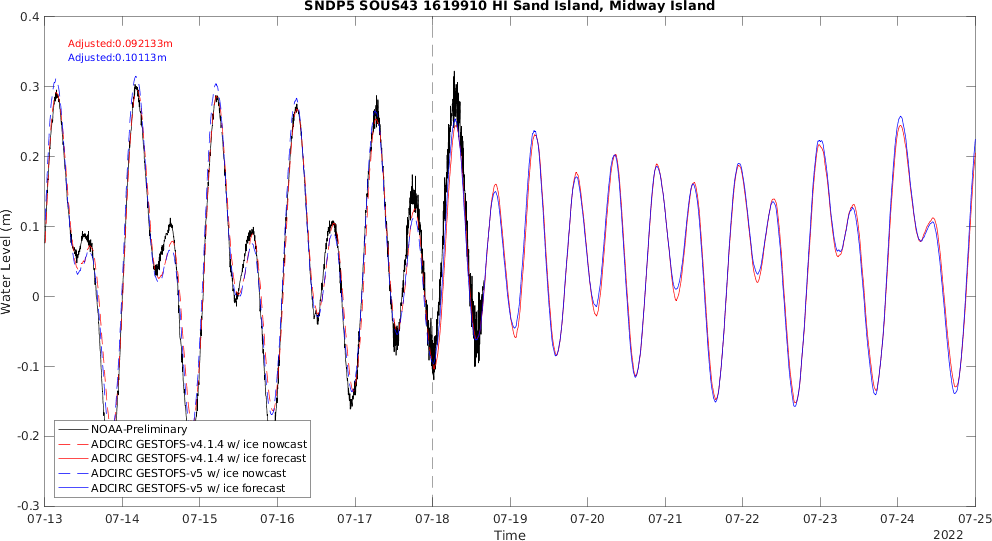 SNDP5 SOUS43 1619910 HI Sand Island, Midway Island
0.4
0.3
0.2
0.1
0
-0.1
-0.2
-0.3
Water Level (m)
Adjusted:0.092133m
Adjusted:0.10113m
NOAA-Preliminary
ADCIRC GESTOFS-v4.1.4 w/ ice nowcast
ADCIRC GESTOFS-v4.1.4 w/ ice forecast
ADCIRC GESTOFS-v5 w/ ice nowcast
ADCIRC GESTOFS-v5 w/ ice forecast
07-13 07-14 07-15 07-16 07-17 07-18 07-19 07-20 07-21 07-22 07-23 07-24 07-25
Time
2022